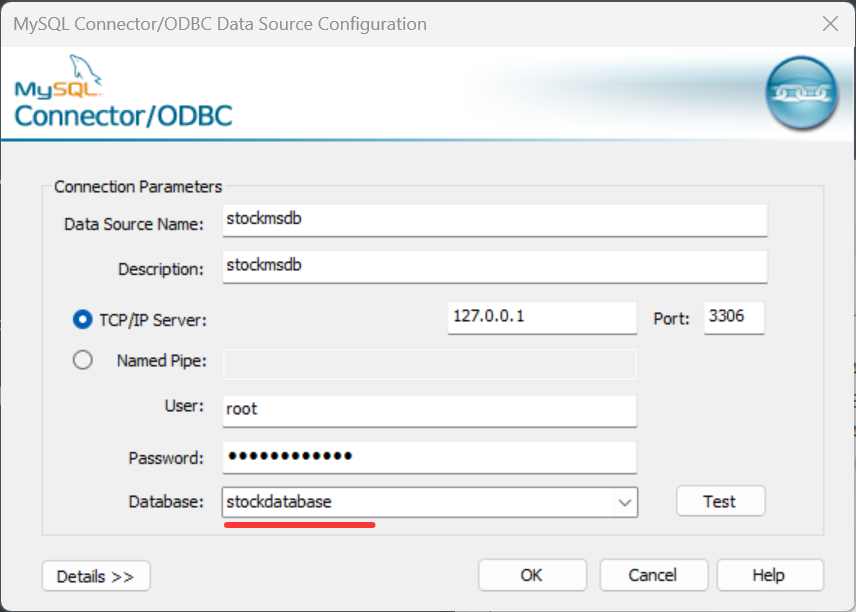 MySQL Connector/ODBC Data Source Configuration
MySQL
Connector/ODBC
Connection Parameters
Data Source Name: stockmsdb
Description: stockmsdb
TCP/IP Server: 127.0.0.1 Port: 3306
Named Pipe:
User: root
Password: ••••••••••••
Database: stockdatabase Test
Details >> OK Cancel Help